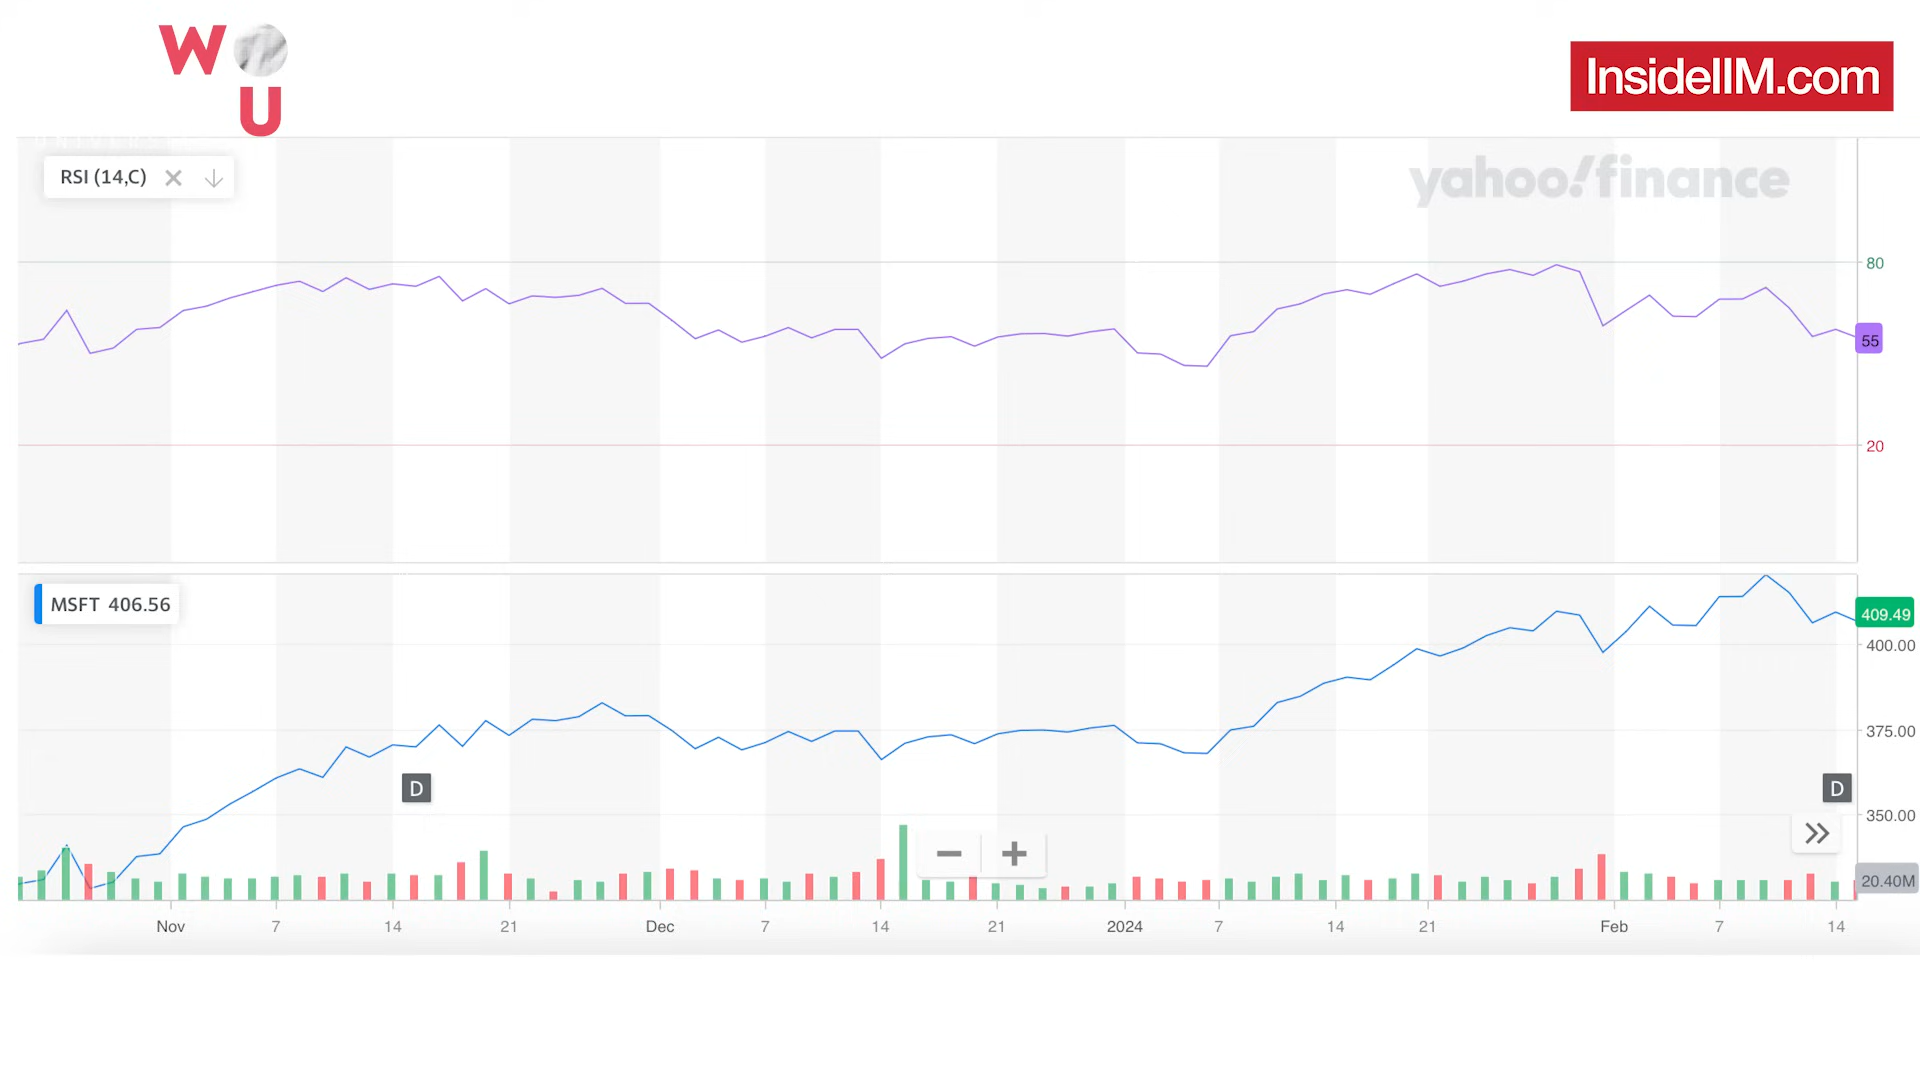 W
U
InsideIIM.com
UNIVERS
RSI (14,C)
yahoo!finance
80
55
20
MSFT 406.56
409.49
400.00
375.00
D
D
350.00
20.40M
Nov 7 14 21 Dec 7 14 21 2024 7 14 21 Feb 7 14